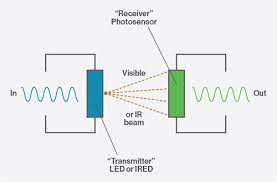 "Receiver"
Photosensor
Visible
In
Out
or IR
beam
"Transmitter"
LED or IRED